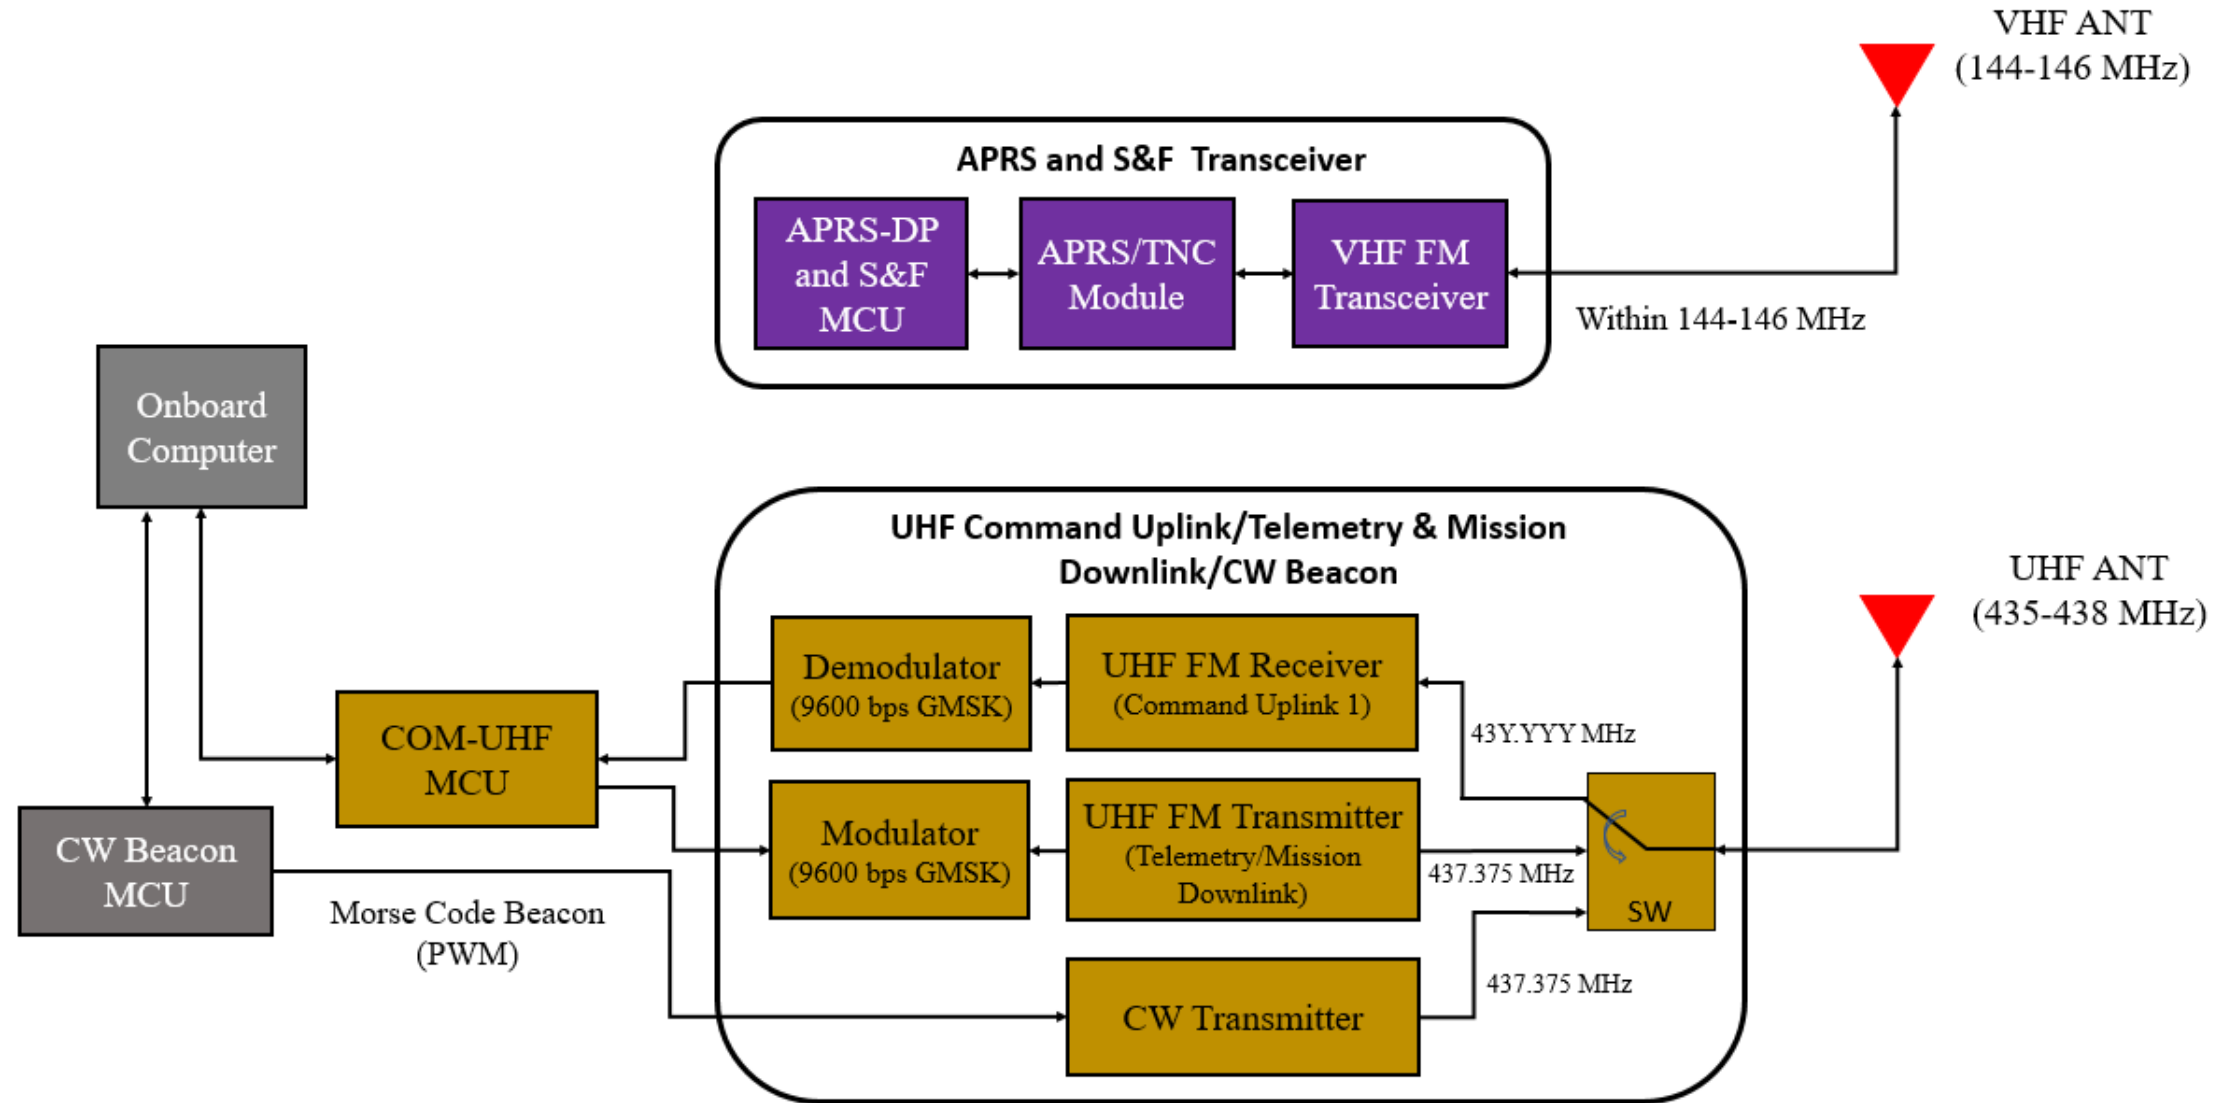 VHF ANT
(144-146 MHz)
APRS and S&F Transceiver
APRS-DP
and S&F
MCU
APRS/TNC
Module
VHF FM
Transceiver
Within 144-146 MHz
Onboard
Computer
UHF Command Uplink/Telemetry & Mission
Downlink/CW Beacon
UHF ANT
(435-438 MHz)
Demodulator
(9600 bps GMSK)
UHF FM Receiver
(Command Uplink 1)
43Y.YYY MHz
COM-UHF
MCU
Modulator
(9600 bps GMSK)
UHF FM Transmitter
(Telemetry/Mission
Downlink)
437.375 MHz
SW
CW Beacon
MCU
Morse Code Beacon
(PWM)
437.375 MHz
CW Transmitter